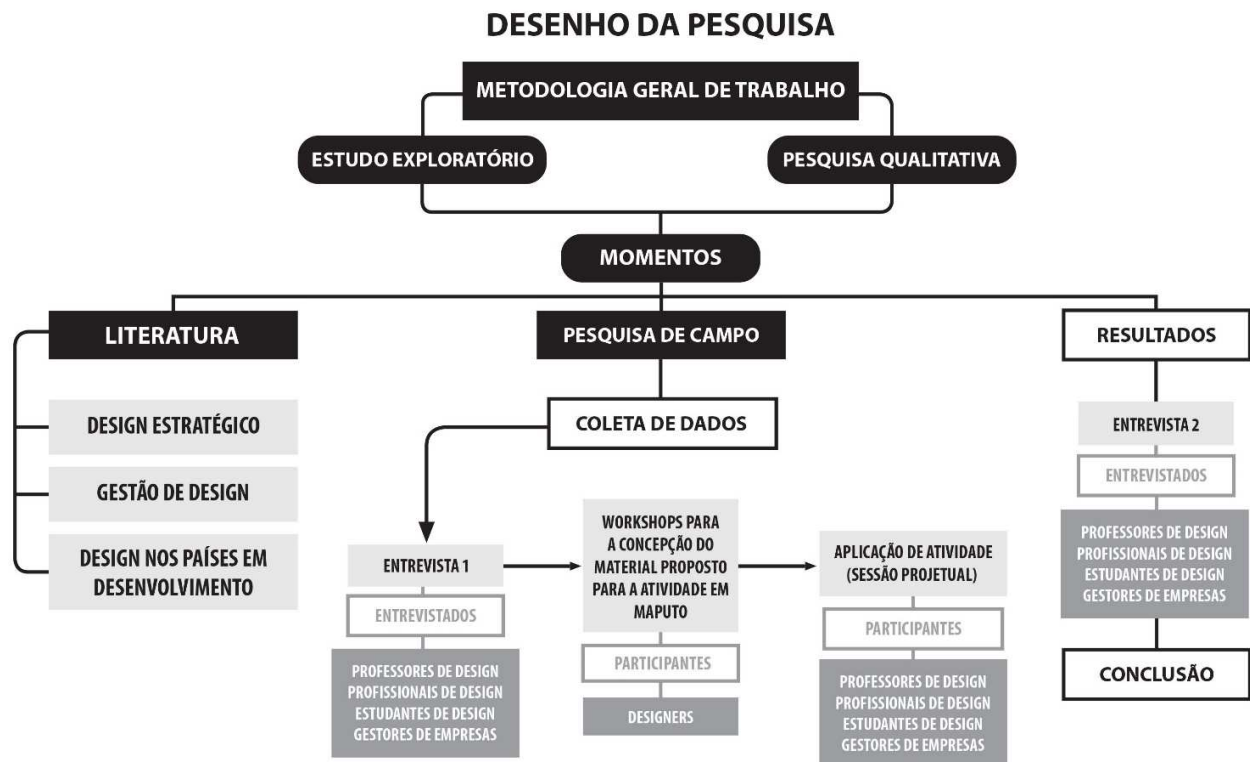 DESENHO DA PESQUISA
METODOLOGIA GERAL DE TRABALHO
ESTUDO EXPLORATÓRIO
PESQUISA QUALITATIVA
MOMENTOS
LITERATURA
DESIGN ESTRATÉGICO
GESTÃO DE DESIGN
DESIGN NOS PAÍSES EM
DESENVOLVIMENTO
PESQUISA DE CAMPO
COLETA DE DADOS
ENTREVISTA 1
ENTREVISTADOS
PROFESSORES DE DESIGN
PROFISSIONAIS DE DESIGN
ESTUDANTES DE DESIGN
GESTORES DE EMPRESAS
WORKSHOPS PARA
A CONCEPÇÃO DO
MATERIAL PROPOSTO
PARA A ATIVIDADE EM
MAPUTO
PARTICIPANTES
DESIGNERS
APLICAÇÃO DE ATIVIDADE
(SESSÃO PROJETUAL)
PARTICIPANTES
PROFESSORES DE DESIGN
PROFISSIONAIS DE DESIGN
ESTUDANTES DE DESIGN
GESTORES DE EMPRESAS
RESULTADOS
ENTREVISTA 2
ENTREVISTADOS
PROFESSORES DE DESIGN
PROFISSIONAIS DE DESIGN
ESTUDANTES DE DESIGN
GESTORES DE EMPRESAS
CONCLUSÃO